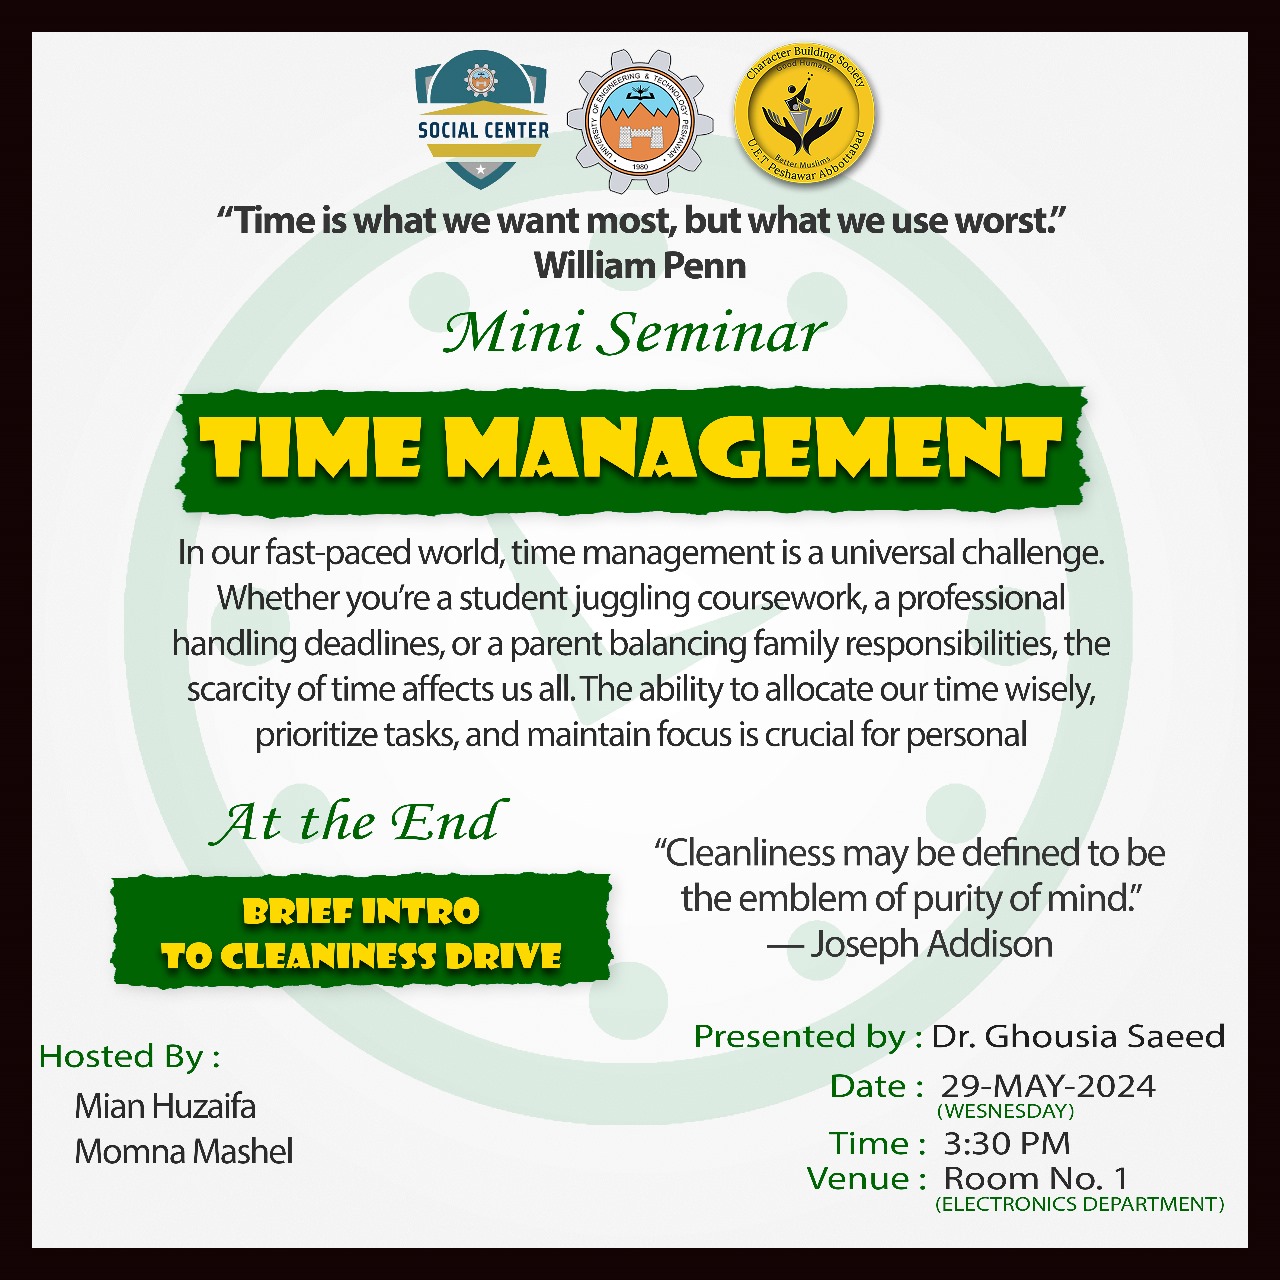 SOCIAL CENTER
UNIVERSITY OF ENGINEERING & TECHNOLOGY PESHAWAR
1980
Character Building Society
Good Humans
Better Muslims
U.E.T Peshawar Abbottabad
“Time is what we want most, but what we use worst.”
William Penn
Mini Seminar
TIME MANAGEMENT
In our fast-paced world, time management is a universal challenge.
Whether you’re a student juggling coursework, a professional
handling deadlines, or a parent balancing family responsibilities, the
scarcity of time affects us all. The ability to allocate our time wisely,
prioritize tasks, and maintain focus is crucial for personal
At the End
BRIEF INTRO
TO CLEANINESS DRIVE
“Cleanliness may be defined to be
the emblem of purity of mind.”
— Joseph Addison
Hosted By :
Mian Huzaifa
Momna Mashel
Presented by : Dr. Ghousia Saeed
Date : 29-MAY-2024
(WESNESDAY)
Time : 3:30 PM
Venue : Room No. 1
(ELECTRONICS DEPARTMENT)